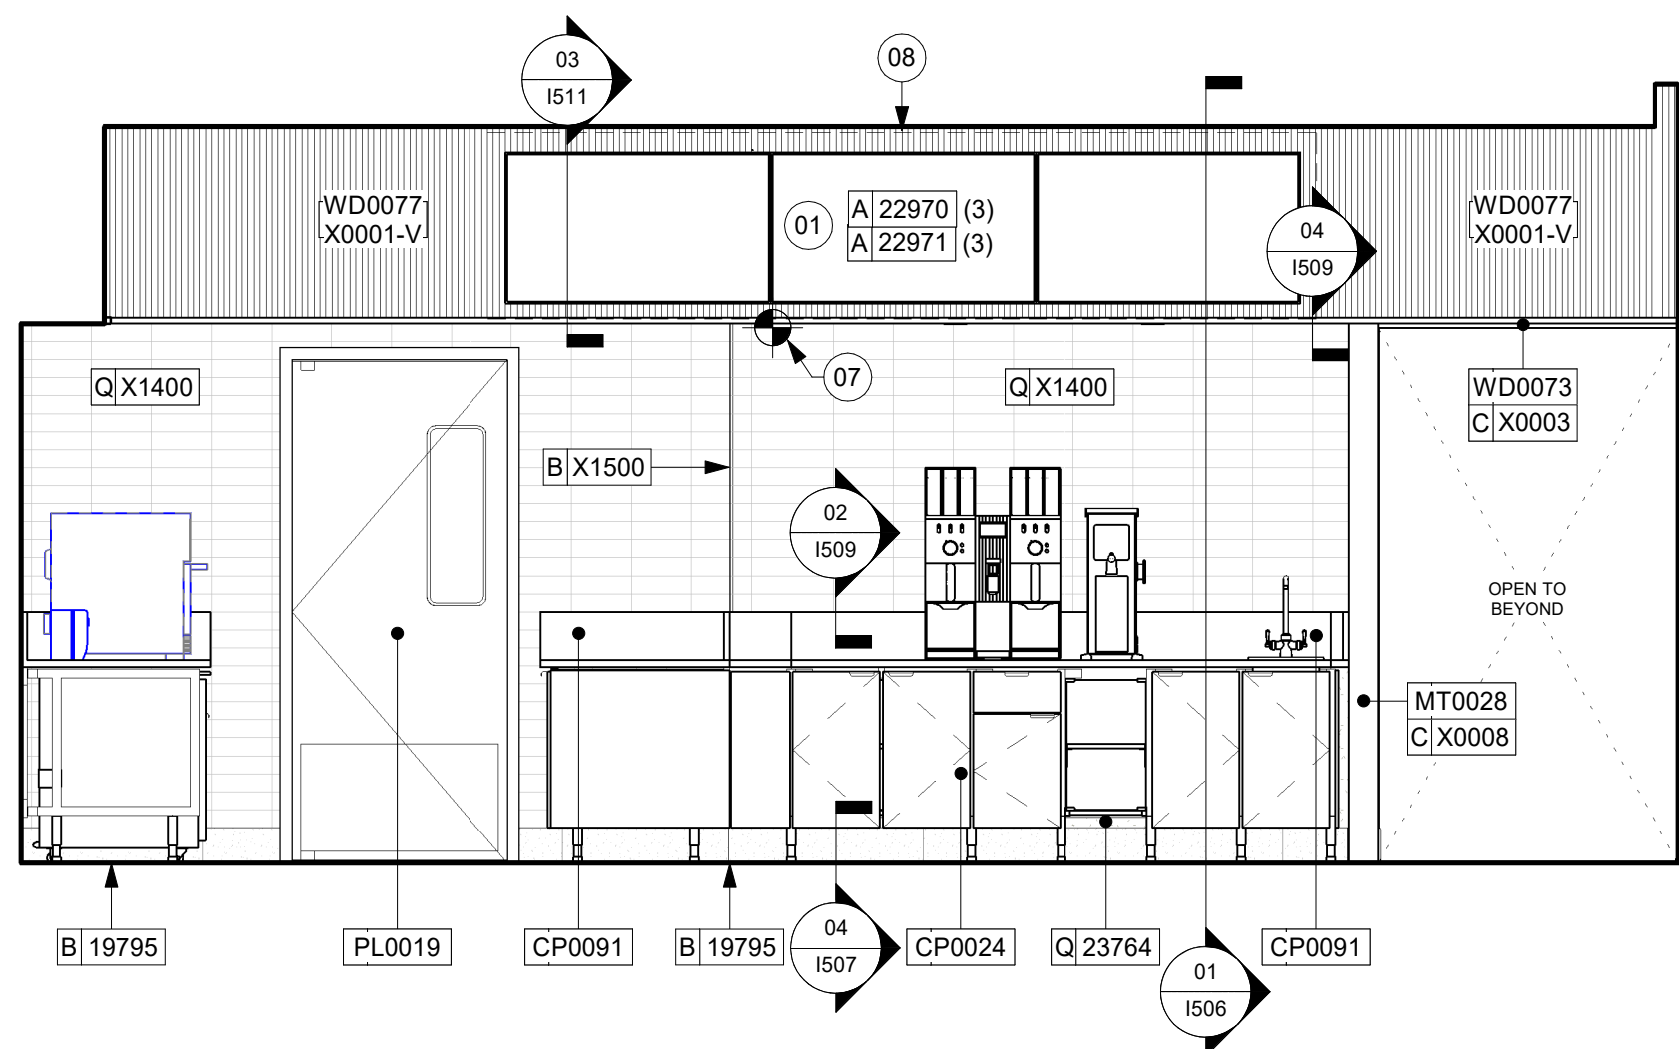 03
I511
08
WD0077
X0001-V
01
A 22970 (3)
A 22971 (3)
04
I509
WD0077
X0001-V
Q X1400
07
Q X1400
WD0073
C X0003
B X1500
02
I509
OPEN TO
BEYOND
MT0028
C X0008
B 19795
PL0019
CP0091
B 19795
04
I507
CP0024
Q 23764
01
I506
CP0091